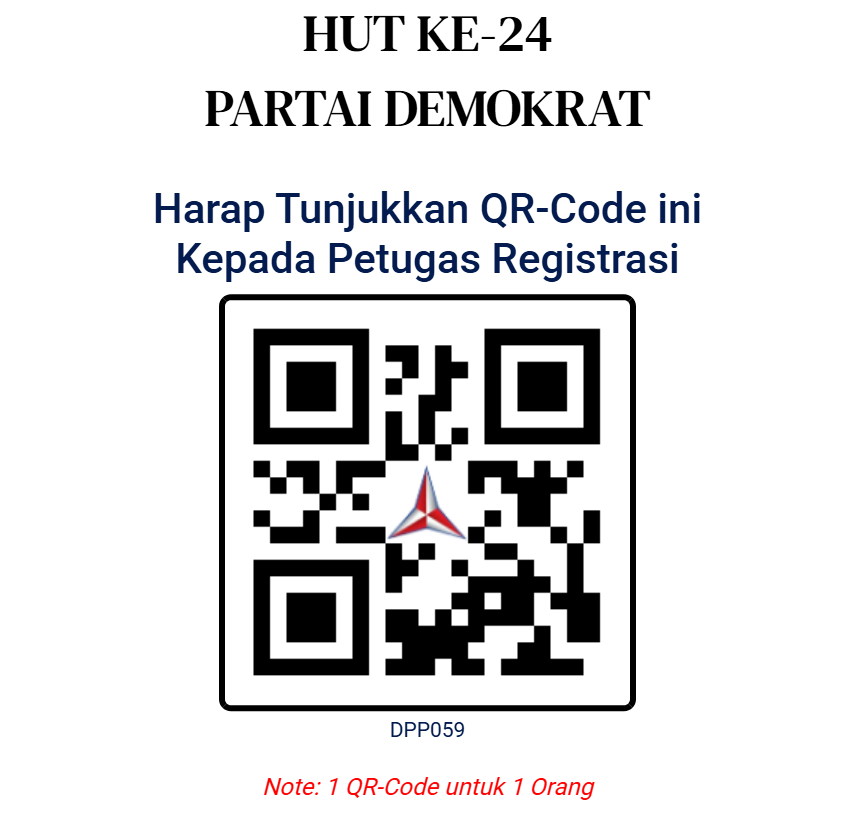 HUT KE-24
PARTAI DEMOKRAT
Harap Tunjukkan QR-Code ini
Kepada Petugas Registrasi
DPP059
Note: 1 QR-Code untuk 1 Orang